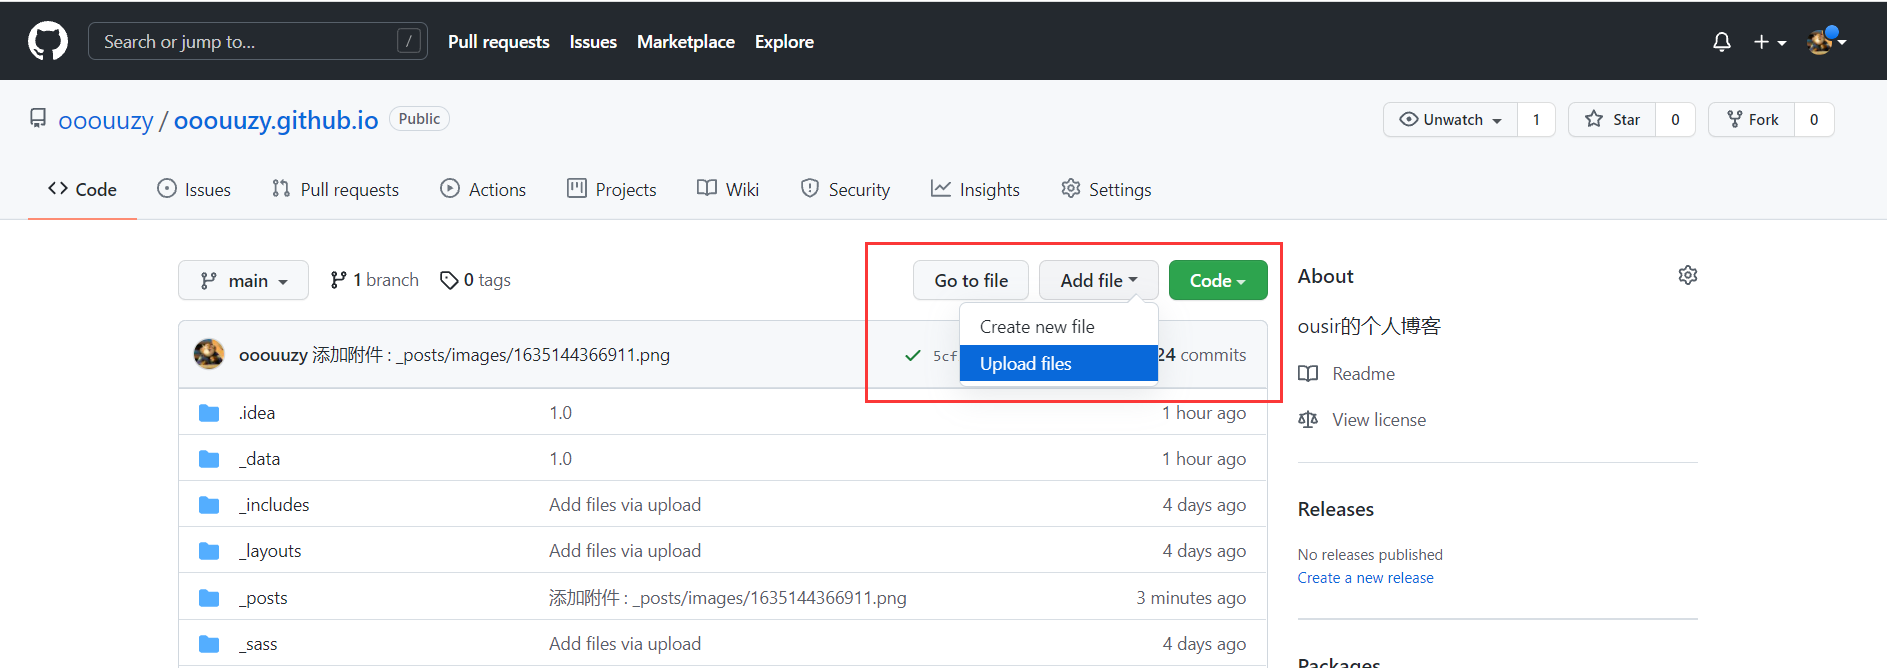 Search or jump to... / Pull requests Issues Marketplace Explore
ooouuzy / ooouuzy.github.io Public Unwatch 1 Star 0 Fork 0
Code Issues Pull requests Actions Projects Wiki Security Insights Settings
main 1 branch 0 tags Go to file Add file Code
Create new file
Upload files
ooouuzy 添加附件 : _posts/images/1635144366911.png 5cf 24 commits
.idea 1.0 1 hour ago
_data 1.0 1 hour ago
_includes Add files via upload 4 days ago
_layouts Add files via upload 4 days ago
_posts 添加附件 : _posts/images/1635144366911.png 3 minutes ago
_sass Add files via upload 4 days ago
About
ousir的个人博客
Readme
View license
Releases
No releases published
Create a new release
Packages